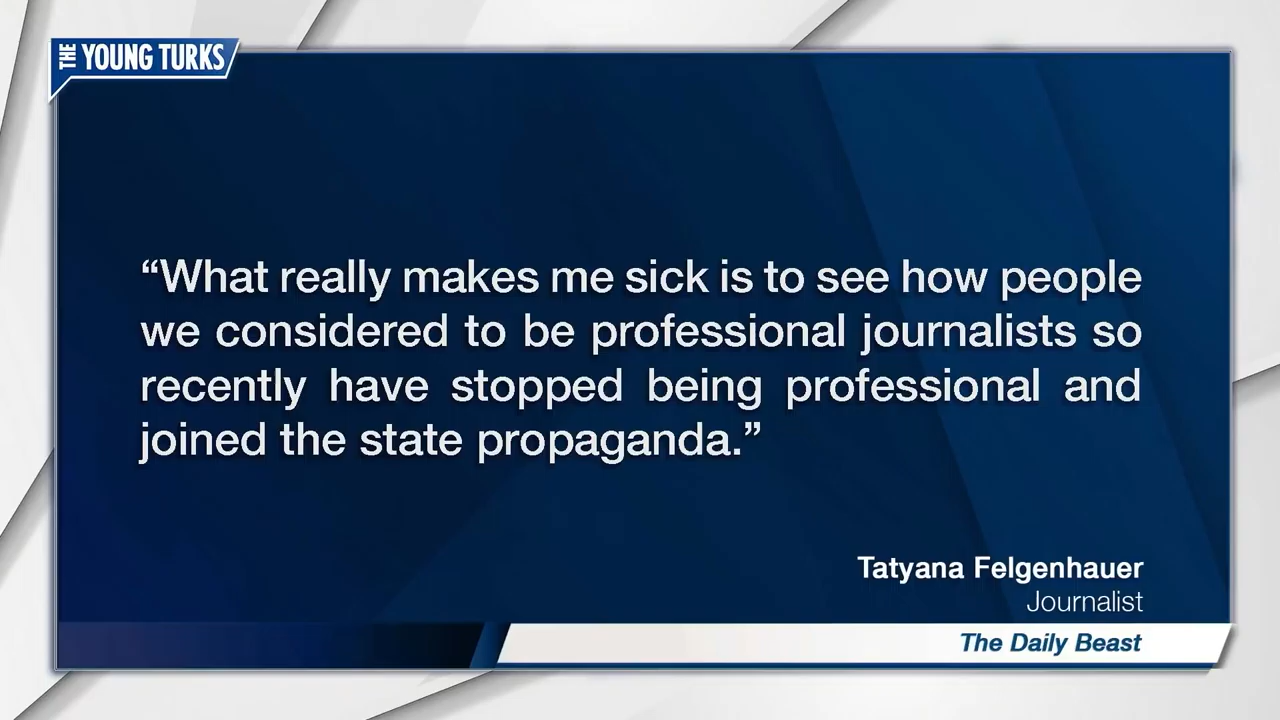 THE YOUNG TURKS
“What really makes me sick is to see how people
we considered to be professional journalists so
recently have stopped being professional and
joined the state propaganda.”
Tatyana Felgenhauer
Journalist
The Daily Beast